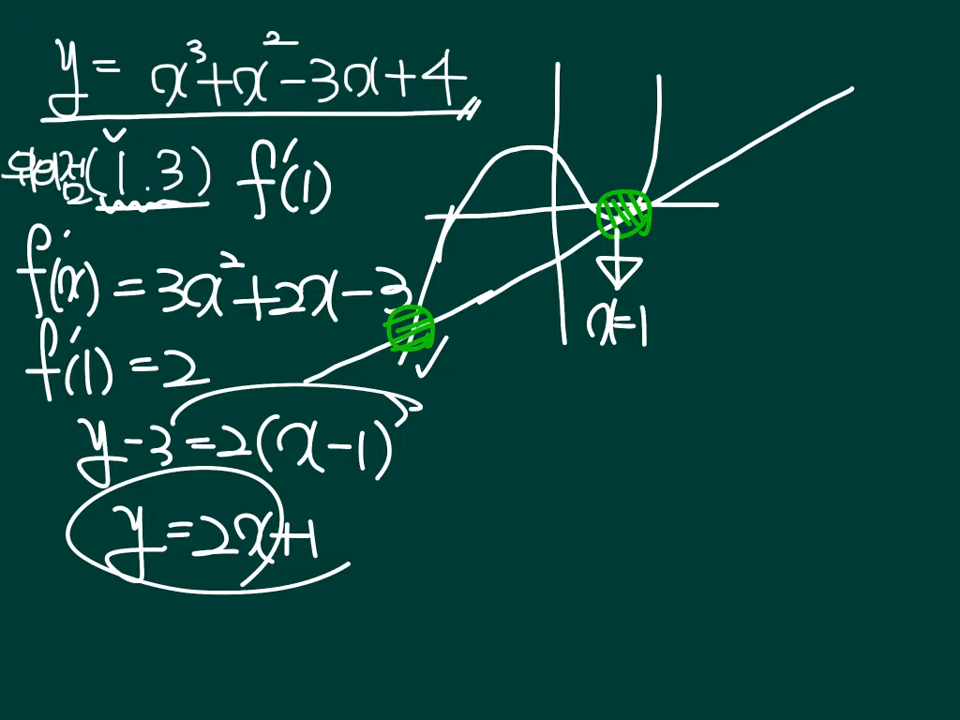 y = x³+x²-3x+4
위의 점 (1.3) f'(1)
f'(x) = 3x²+2x-3
f'(1) = 2
x=1
y-3=2(x-1)
y=2x+1